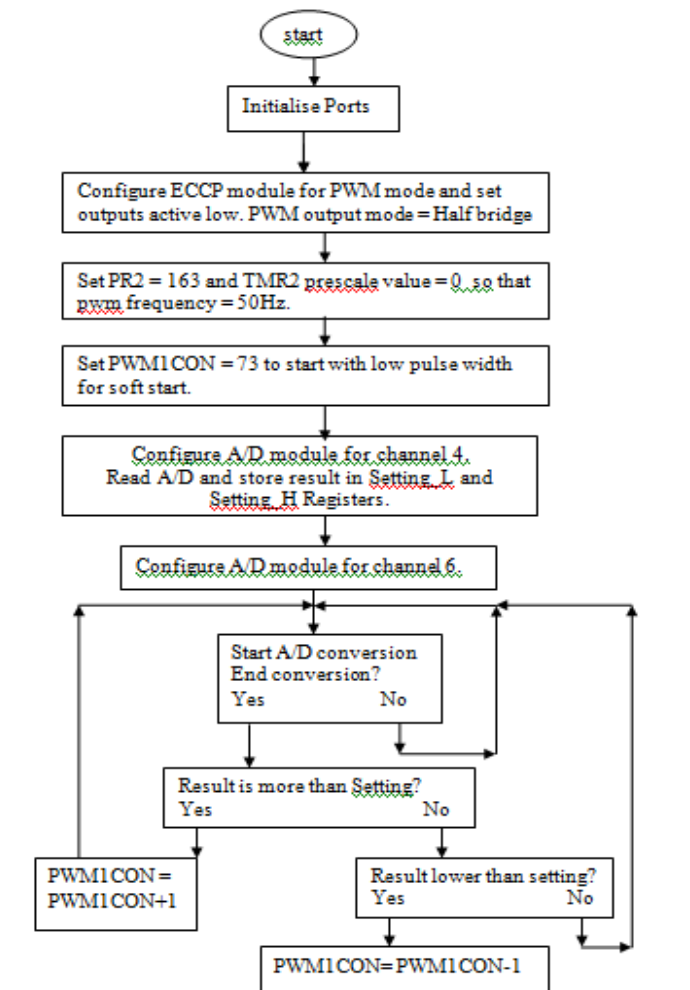 start
Initialise Ports
Configure ECCP module for PWM mode and set
outputs active low. PWM output mode = Half bridge
Set PR2 = 163 and TMR2 prescale value = 0 so that
pwm frequency = 50Hz.
Set PWM1CON = 73 to start with low pulse width
for soft start.
Configure A/D module for channel 4.
Read A/D and store result in Setting_L and
Setting_H Registers.
Configure A/D module for channel 6.
Start A/D conversion
End conversion?
Yes No
Result is more than Setting?
Yes No
PWM1CON =
PWM1CON+1
Result lower than setting?
Yes No
PWM1CON=PWM1CON-1